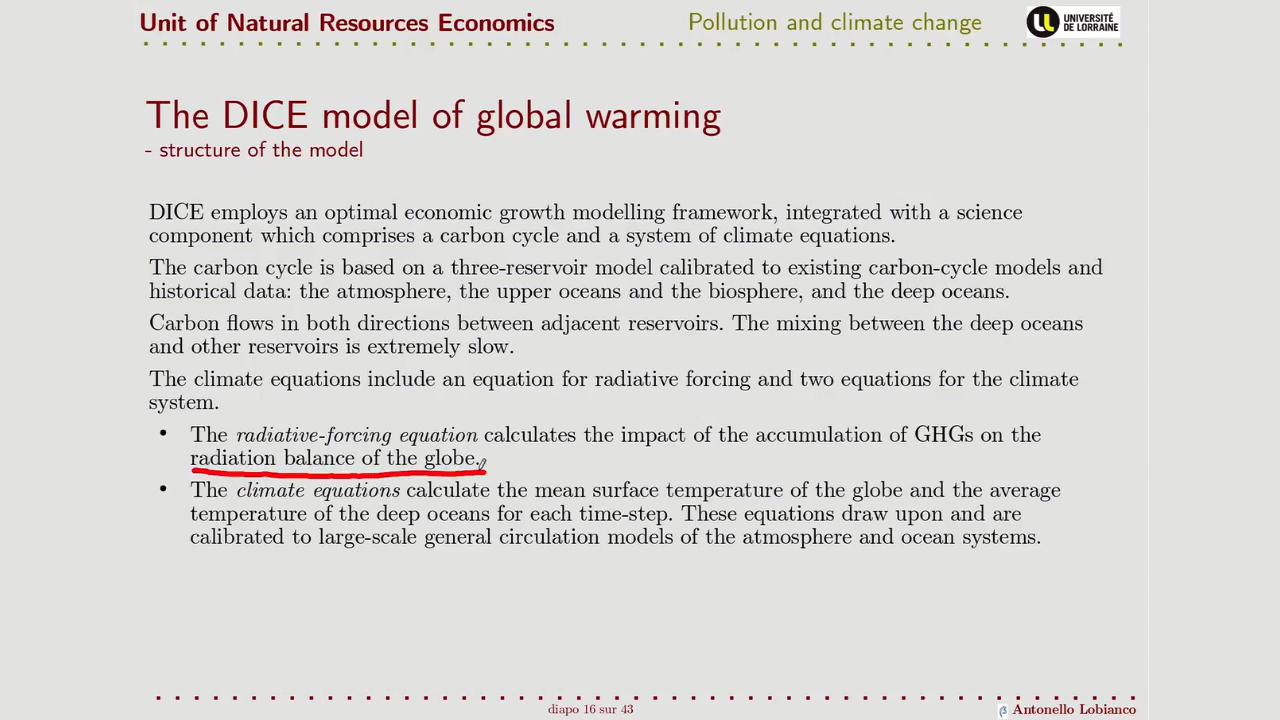 Unit of Natural Resources Economics
Pollution and climate change
UNIVERSITÉ
DE LORRAINE
The DICE model of global warming
- structure of the model
DICE employs an optimal economic growth modelling framework, integrated with a science
component which comprises a carbon cycle and a system of climate equations.
The carbon cycle is based on a three-reservoir model calibrated to existing carbon-cycle models and
historical data: the atmosphere, the upper oceans and the biosphere, and the deep oceans.
Carbon flows in both directions between adjacent reservoirs. The mixing between the deep oceans
and other reservoirs is extremely slow.
The climate equations include an equation for radiative forcing and two equations for the climate
system.
• The radiative-forcing equation calculates the impact of the accumulation of GHGs on the
radiation balance of the globe.
• The climate equations calculate the mean surface temperature of the globe and the average
temperature of the deep oceans for each time-step. These equations draw upon and are
calibrated to large-scale general circulation models of the atmosphere and ocean systems.
diapo 16 sur 43
β Antonello Lobianco